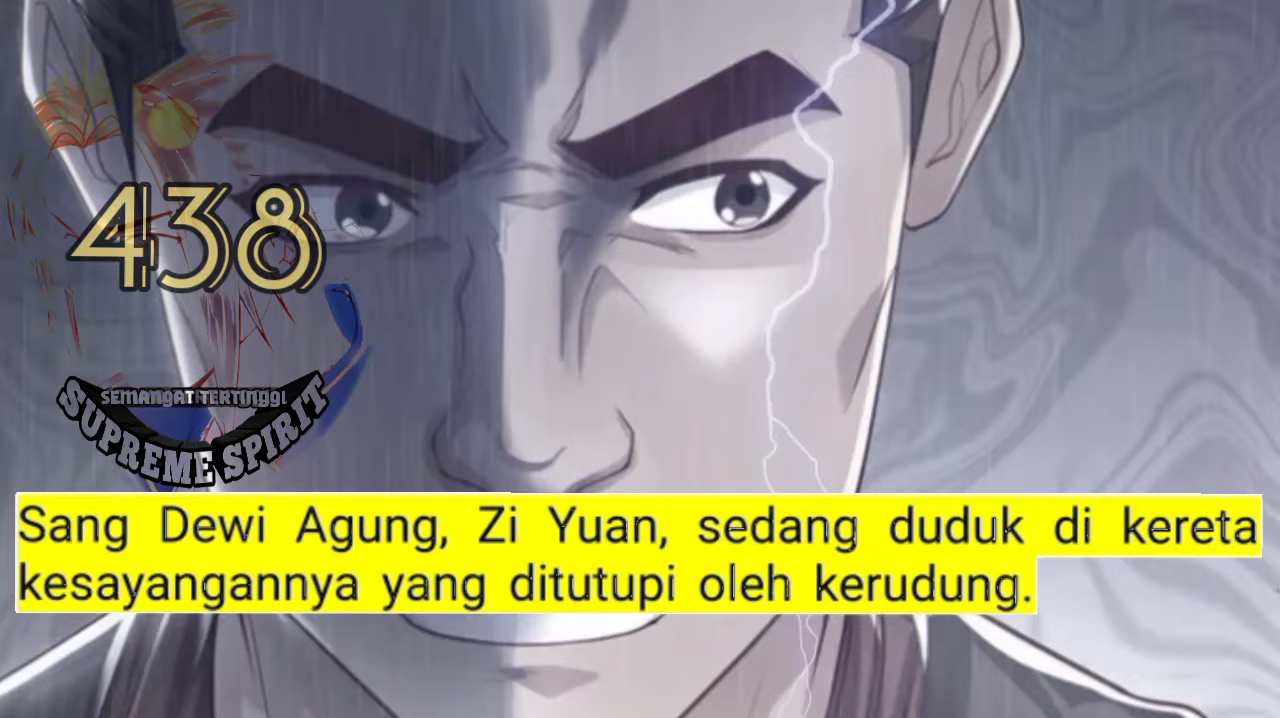 438
SEMANGAT TERTINGGI
SUPREME SPIRIT
Sang Dewi Agung, Zi Yuan, sedang duduk di kereta
kesayangannya yang ditutupi oleh kerudung.